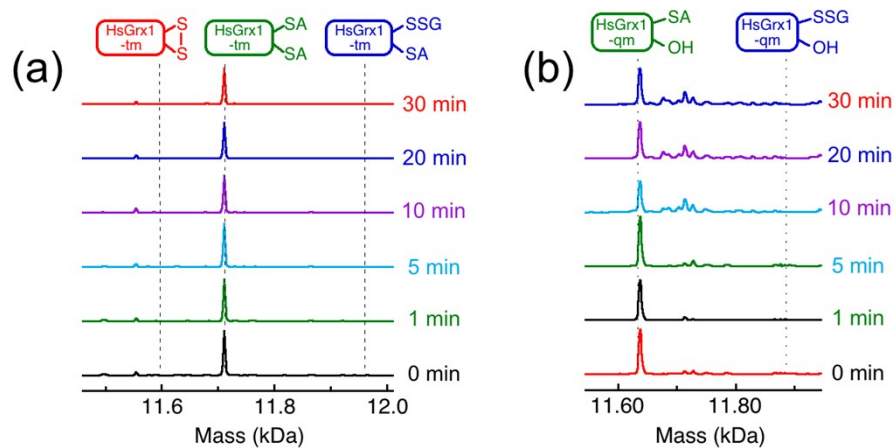 (a)
HsGrx1
-tm
S
S
HsGrx1
-tm
SA
SA
HsGrx1
-tm
SSG
SA
30 min
20 min
10 min
5 min
1 min
0 min
11.6
11.8
12.0
Mass (kDa)
(b)
HsGrx1
-qm
SA
OH
HsGrx1
-qm
SSG
OH
30 min
20 min
10 min
5 min
1 min
0 min
11.60
11.80
Mass (kDa)